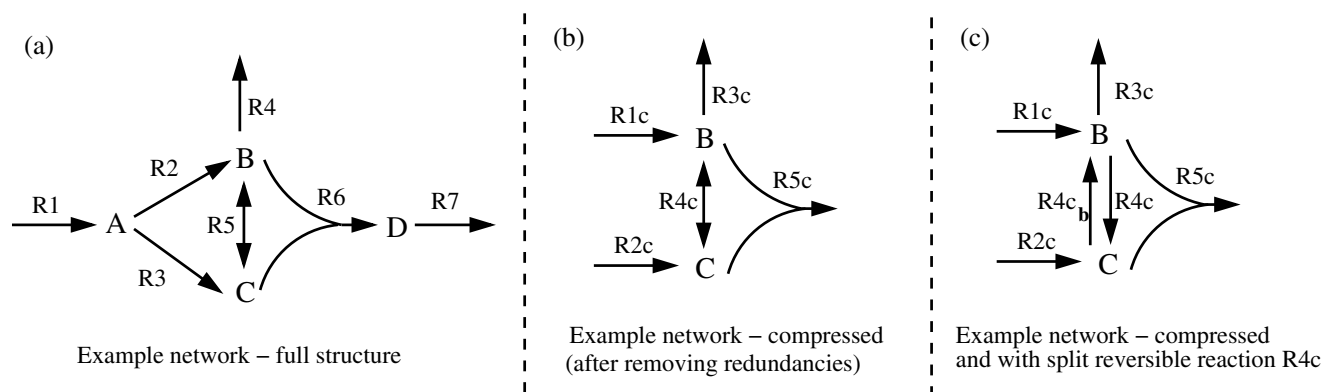 (a)
R4
B
R2
R6
R7
R1
A
R5
D
R3
C
Example network – full structure
(b)
R3c
R1c
B
R5c
R4c
R2c
C
Example network – compressed
(after removing redundancies)
(c)
R3c
R1c
B
R5c
R4c b
R4c
R2c
C
Example network – compressed
and with split reversible reaction R4c